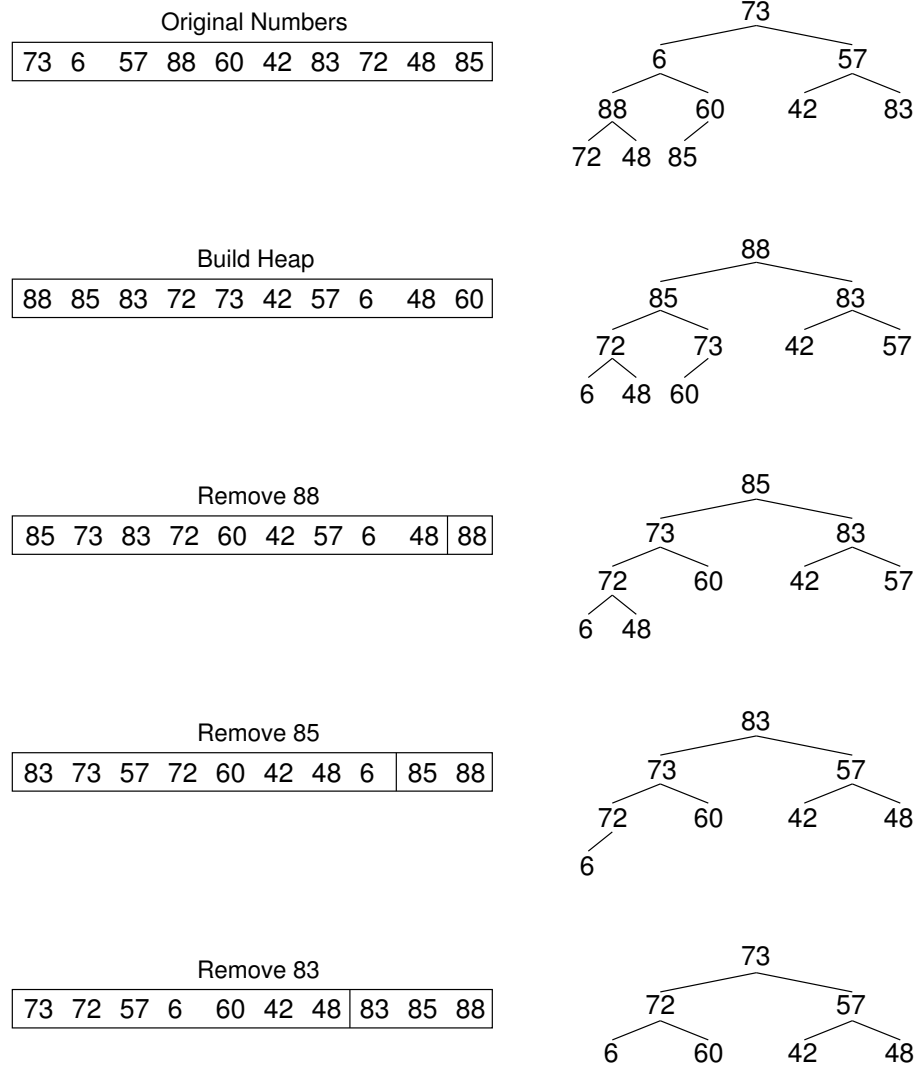 Original Numbers
73 6 57 88 60 42 83 72 48 85
73
6 57
88 60 42 83
72 48 85
Build Heap
88 85 83 72 73 42 57 6 48 60
88
85 83
72 73 42 57
6 48 60
Remove 88
85 73 83 72 60 42 57 6 48 88
85
73 83
72 60 42 57
6 48
Remove 85
83 73 57 72 60 42 48 6 85 88
83
73 57
72 60 42 48
6
Remove 83
73 72 57 6 60 42 48 83 85 88
73
72 57
6 60 42 48